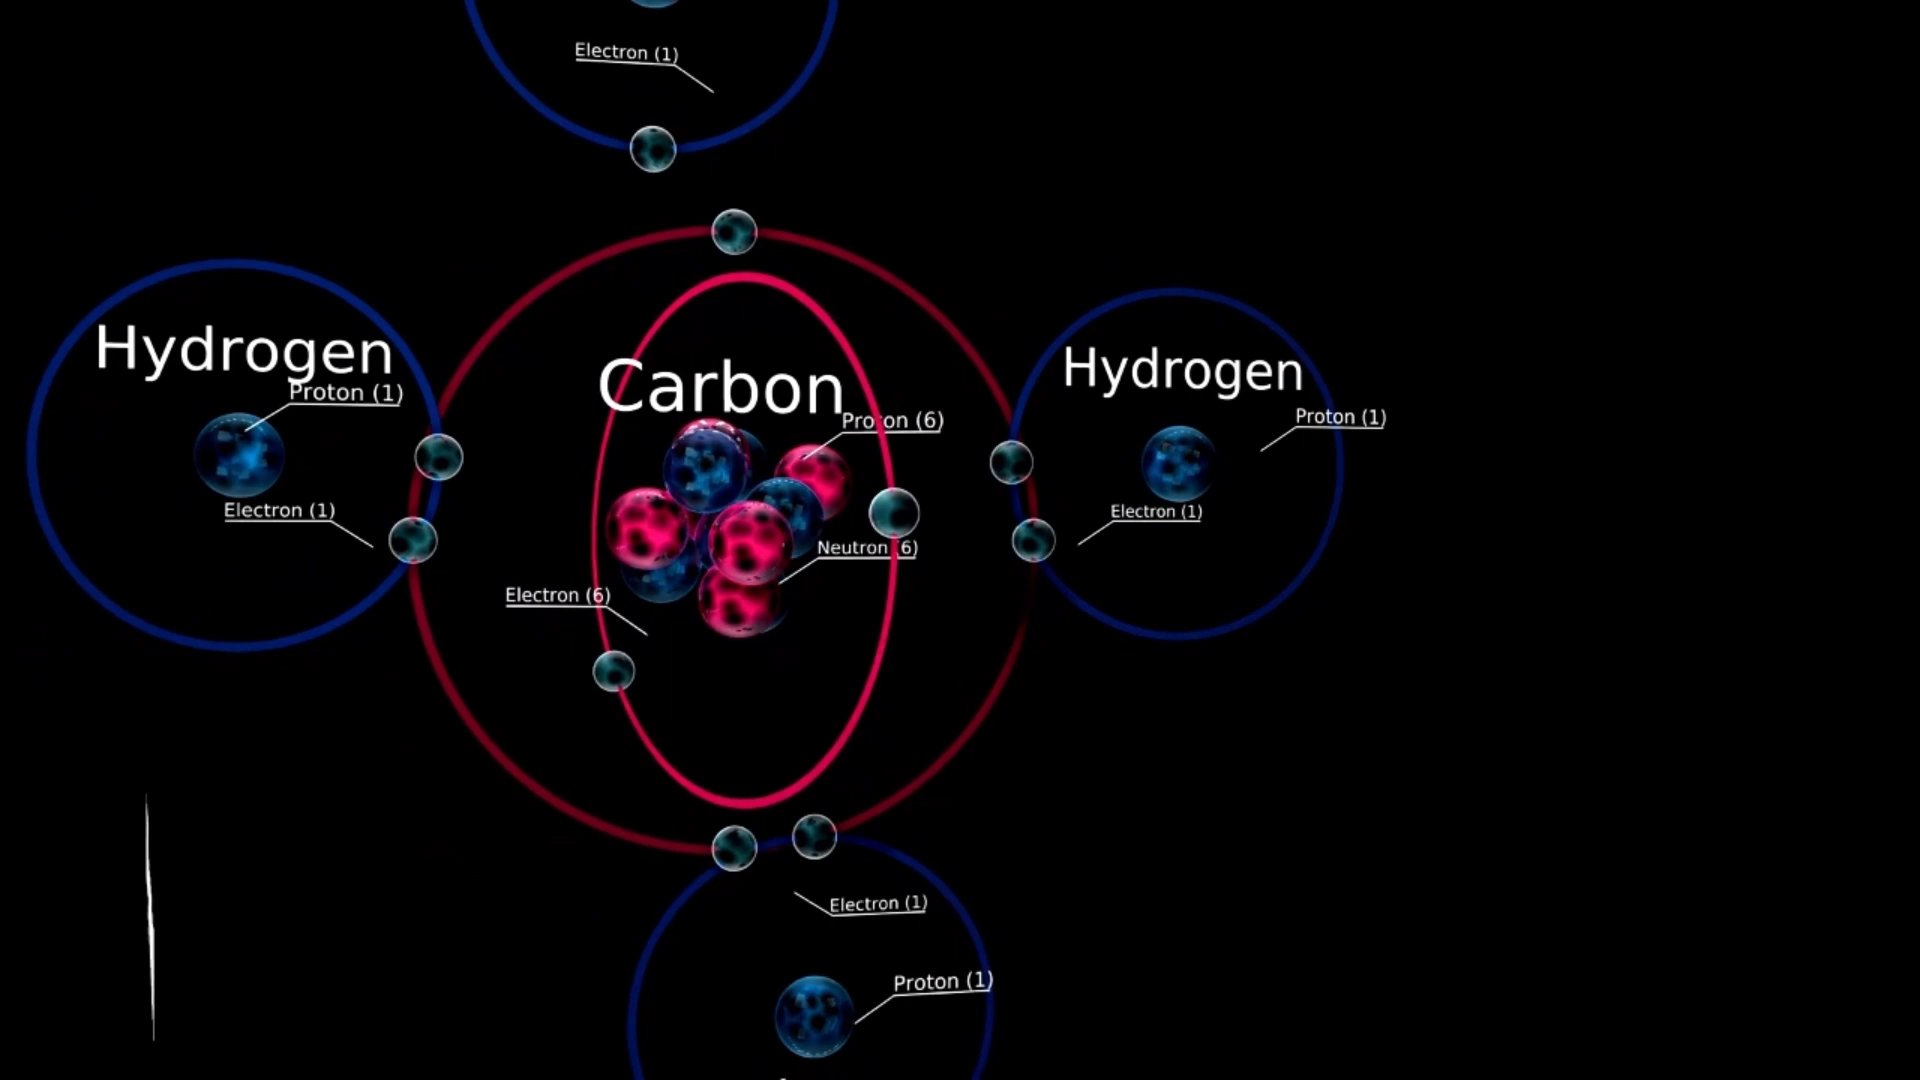 Electron (1)
Hydrogen
Proton (1)
Electron (1)
Carbon
Proton (6)
Neutron (6)
Electron (6)
Hydrogen
Proton (1)
Electron (1)
Electron (1)
Proton (1)